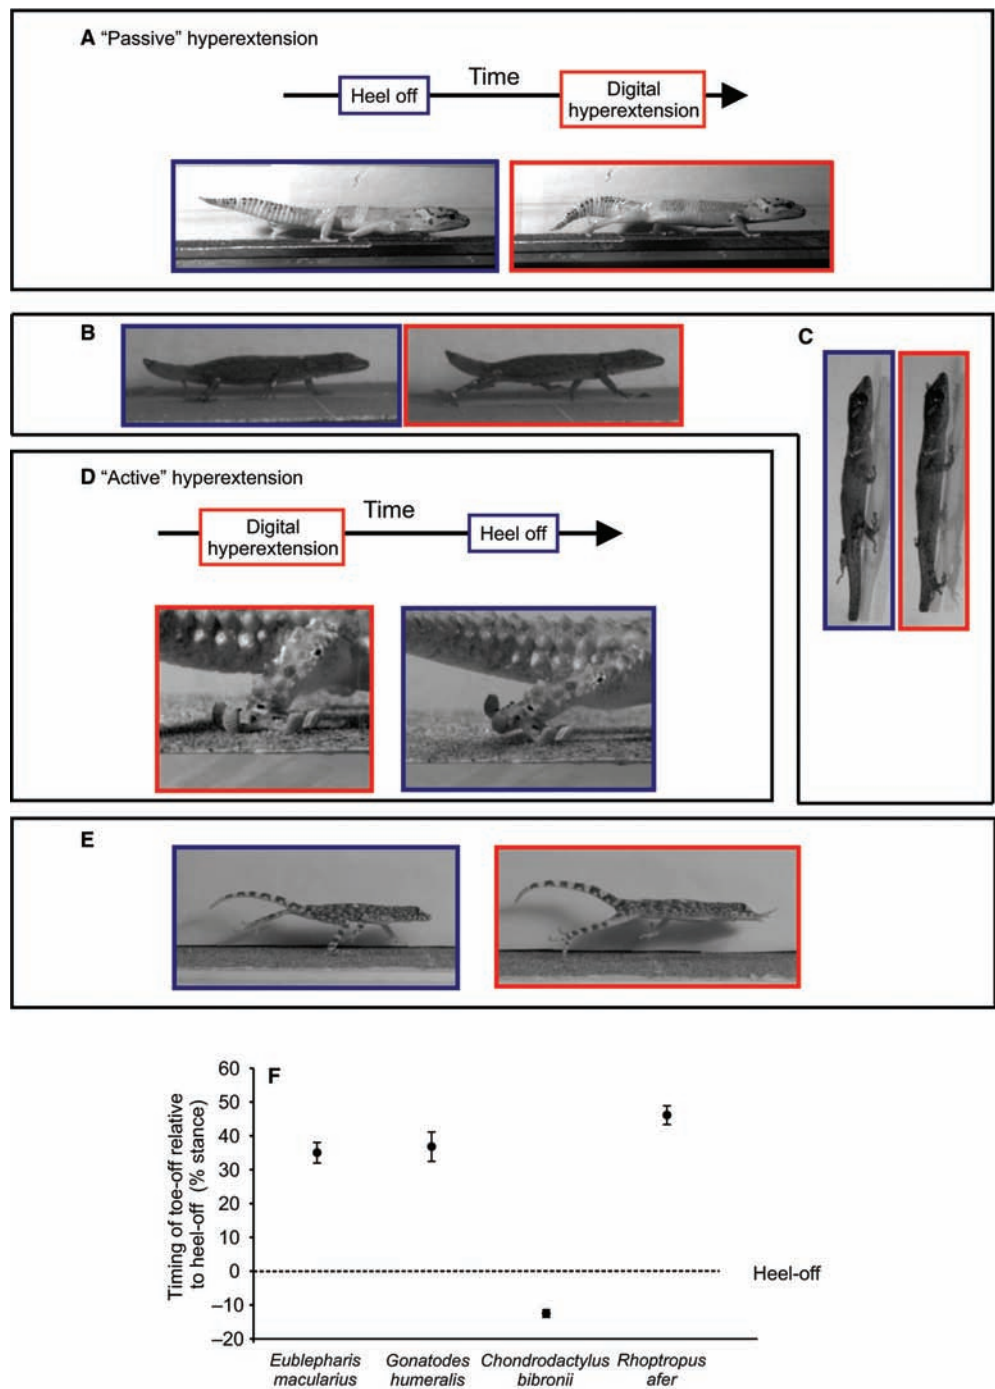 A "Passive" hyperextension
Time
Heel off
Digital
hyperextension
B
C
D "Active" hyperextension
Time
Digital
hyperextension
Heel off
E
F
Timing of toe-off relative
to heel-off (% stance)
60
50
40
30
20
10
0
–10
–20
Heel-off
Eublepharis
macularius
Gonatodes
humeralis
Chondrodactylus
bibronii
Rhoptropus
afer